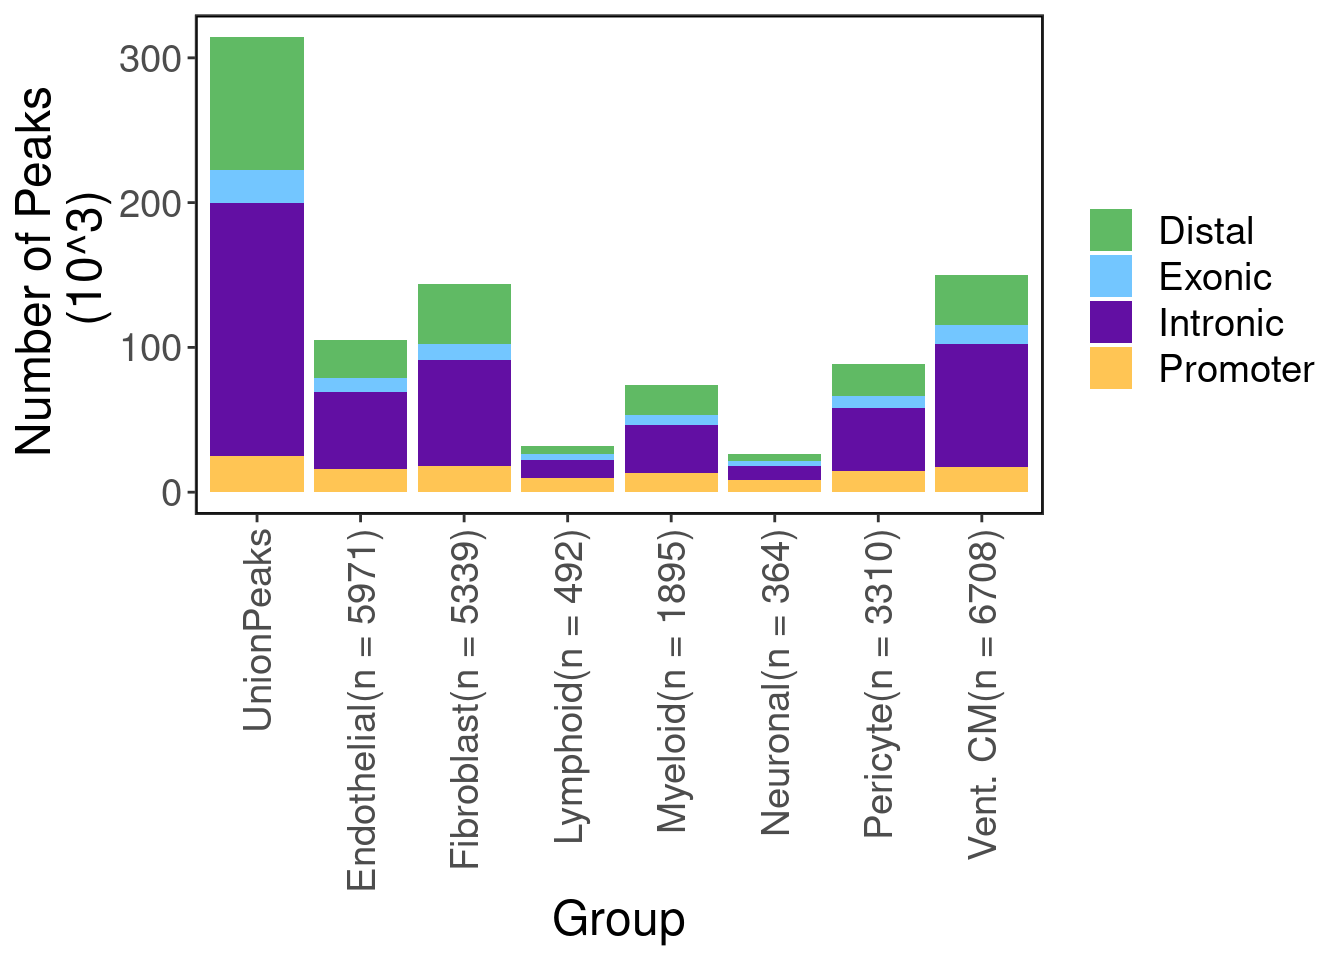 Number of Peaks
(10^3)
300
200
100
0
UnionPeaks
Endothelial(n = 5971)
Fibroblast(n = 5339)
Lymphoid(n = 492)
Myeloid(n = 1895)
Neuronal(n = 364)
Pericyte(n = 3310)
Vent. CM(n = 6708)
Group
Distal
Exonic
Intronic
Promoter